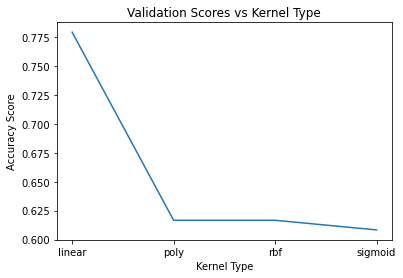 Validation Scores vs Kernel Type
Accuracy Score
0.775
0.750
0.725
0.700
0.675
0.650
0.625
0.600
linear poly rbf sigmoid
Kernel Type